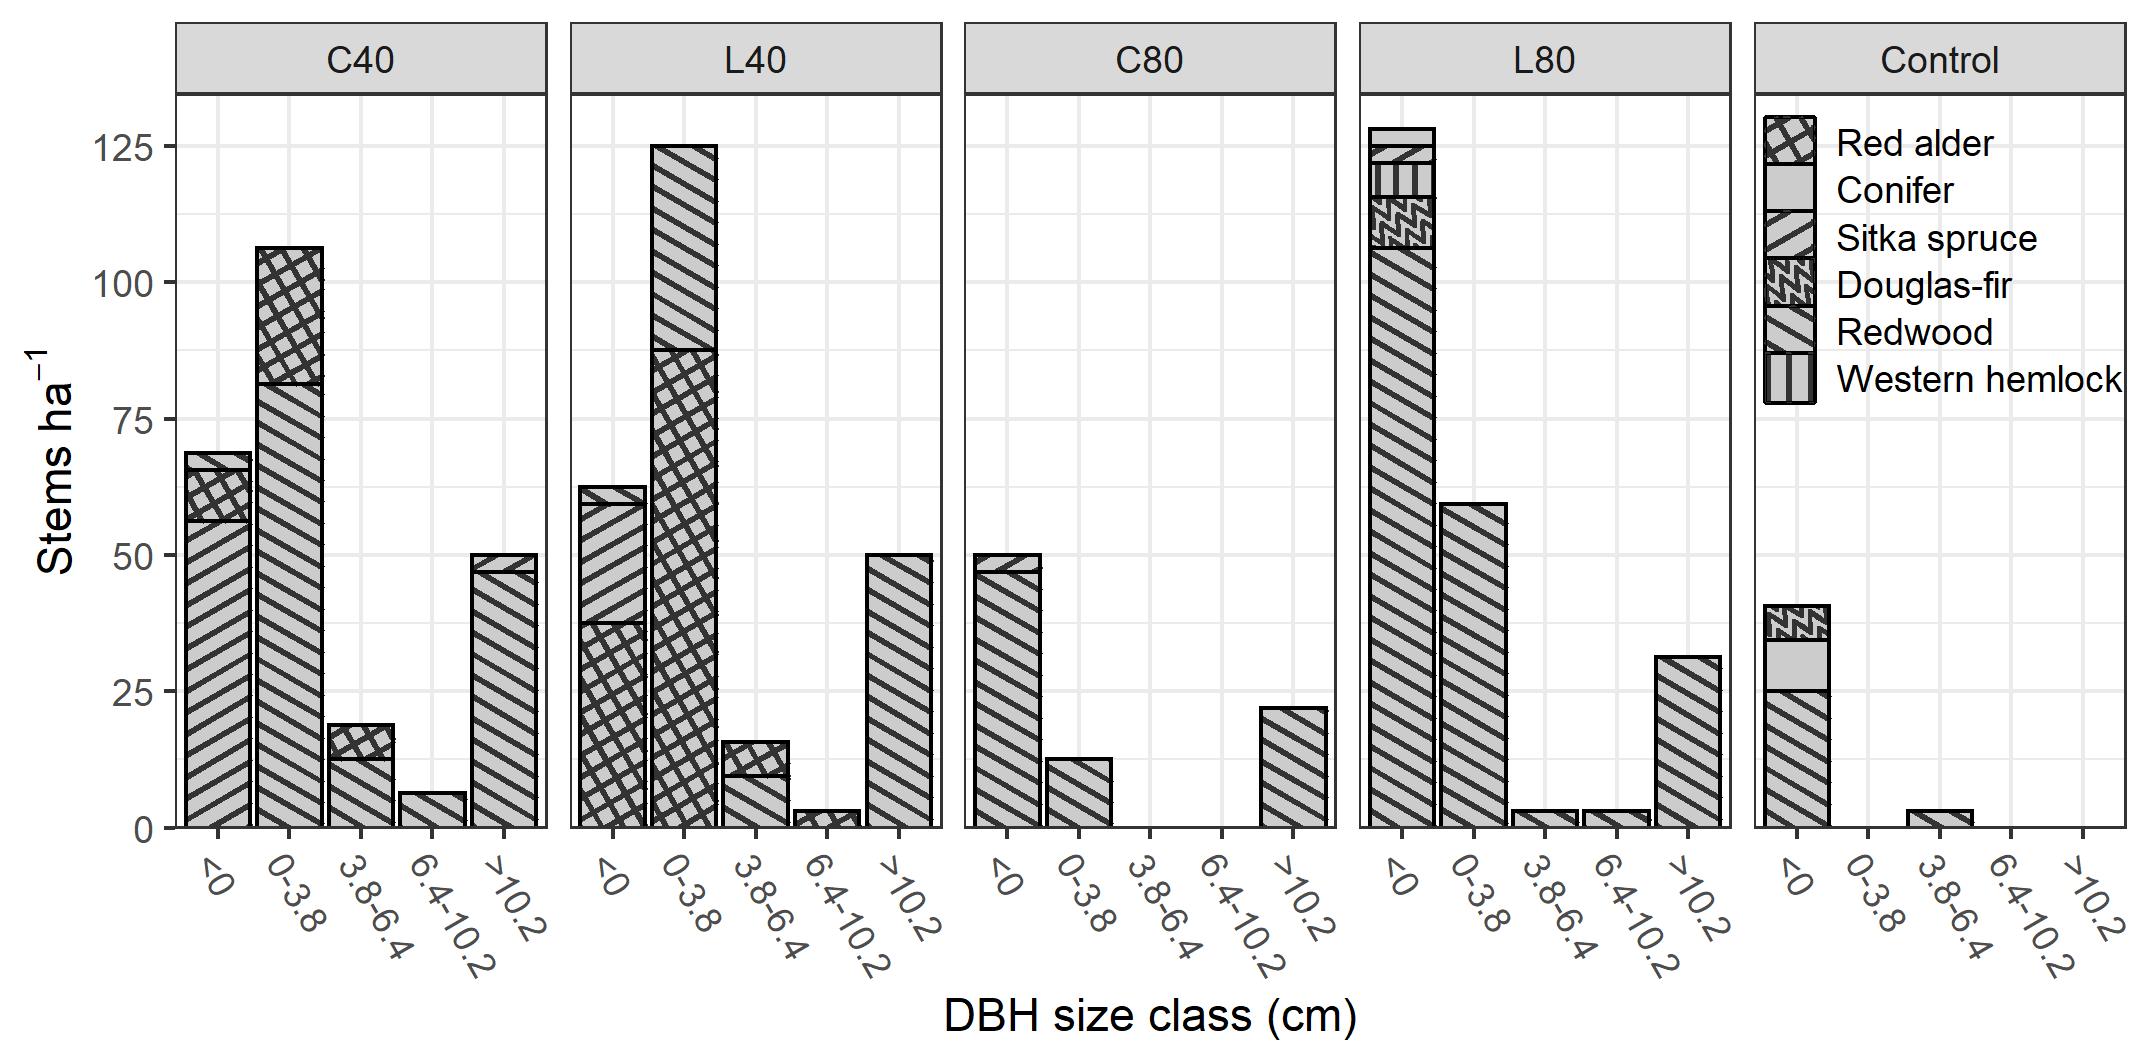 C40 L40 C80 L80 Control
125
100
75
50
25
0
Stems ha⁻¹
Red alder
Conifer
Sitka spruce
Douglas-fir
Redwood
Western hemlock
<0 0-3.8 3.8-6.4 6.4-10.2 >10.2
<0 0-3.8 3.8-6.4 6.4-10.2 >10.2
<0 0-3.8 3.8-6.4 6.4-10.2 >10.2
<0 0-3.8 3.8-6.4 6.4-10.2 >10.2
<0 0-3.8 3.8-6.4 6.4-10.2 >10.2
DBH size class (cm)